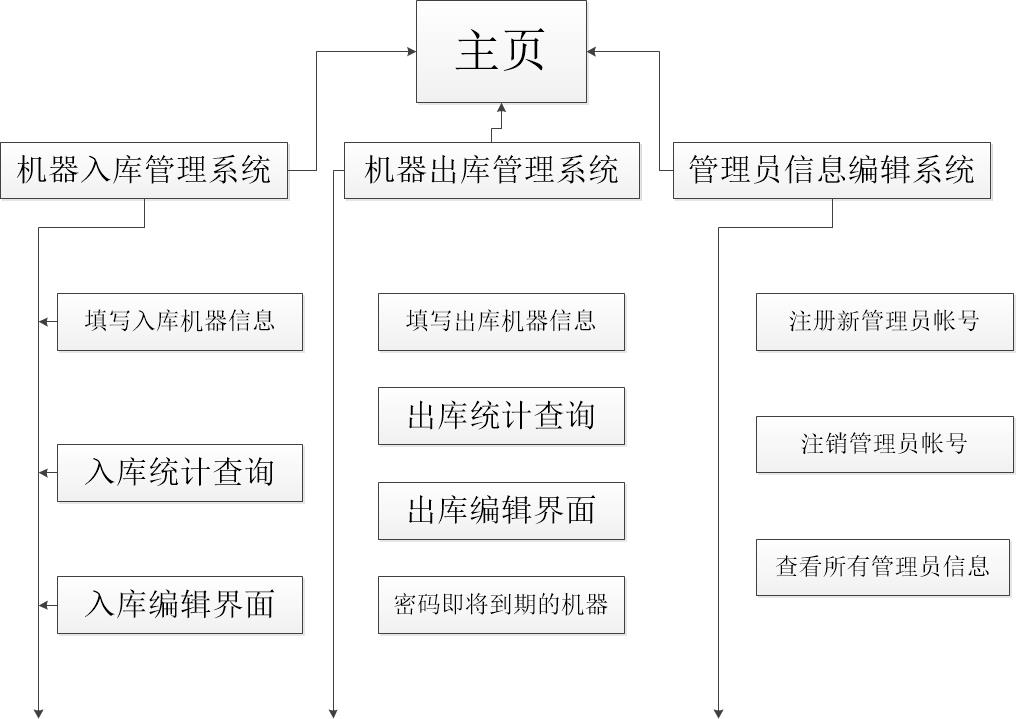 主页
机器入库管理系统
机器出库管理系统
管理员信息编辑系统
填写入库机器信息
入库统计查询
入库编辑界面
填写出库机器信息
出库统计查询
出库编辑界面
密码即将到期的机器
注册新管理员帐号
注销管理员帐号
查看所有管理员信息